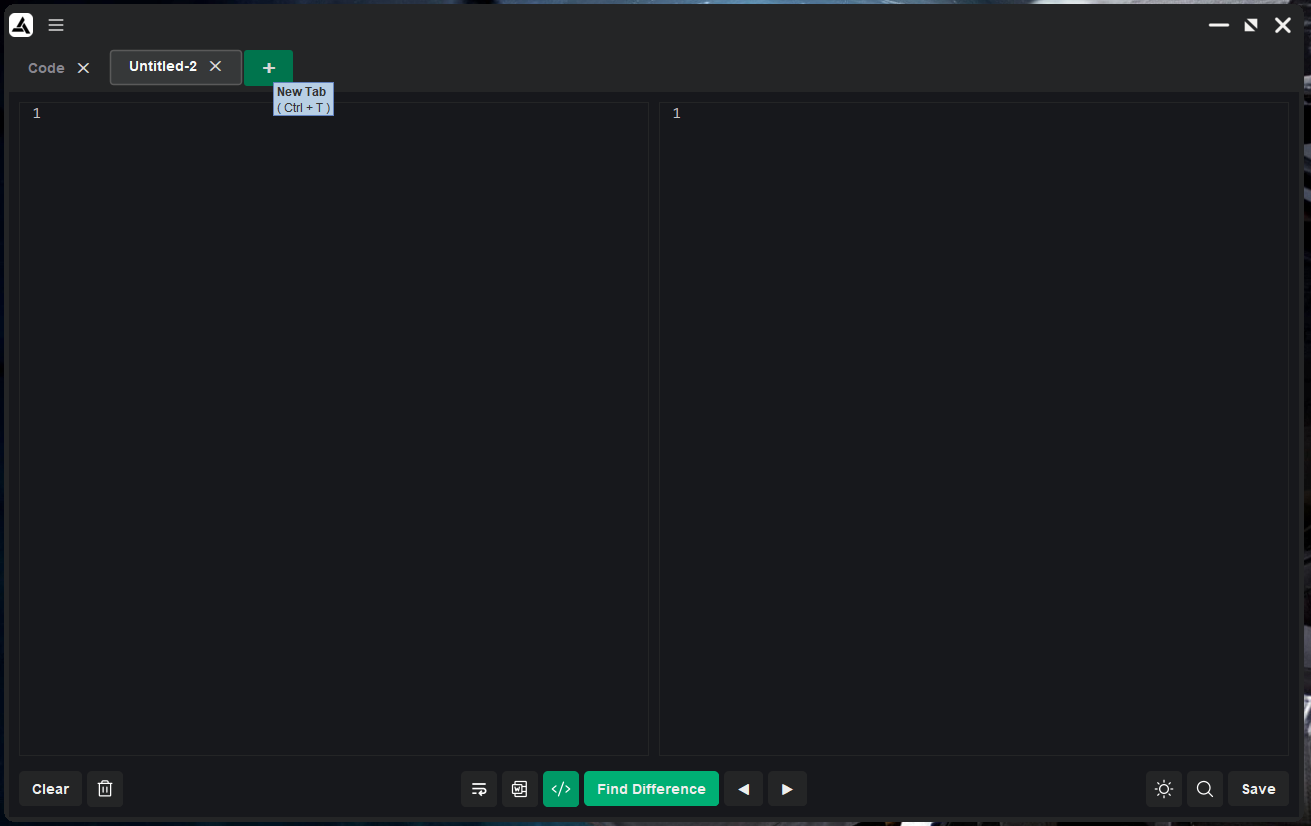 Code
Untitled-2
+
New Tab
( Ctrl + T )
1
1
Clear
W
</>
Find Difference
Save